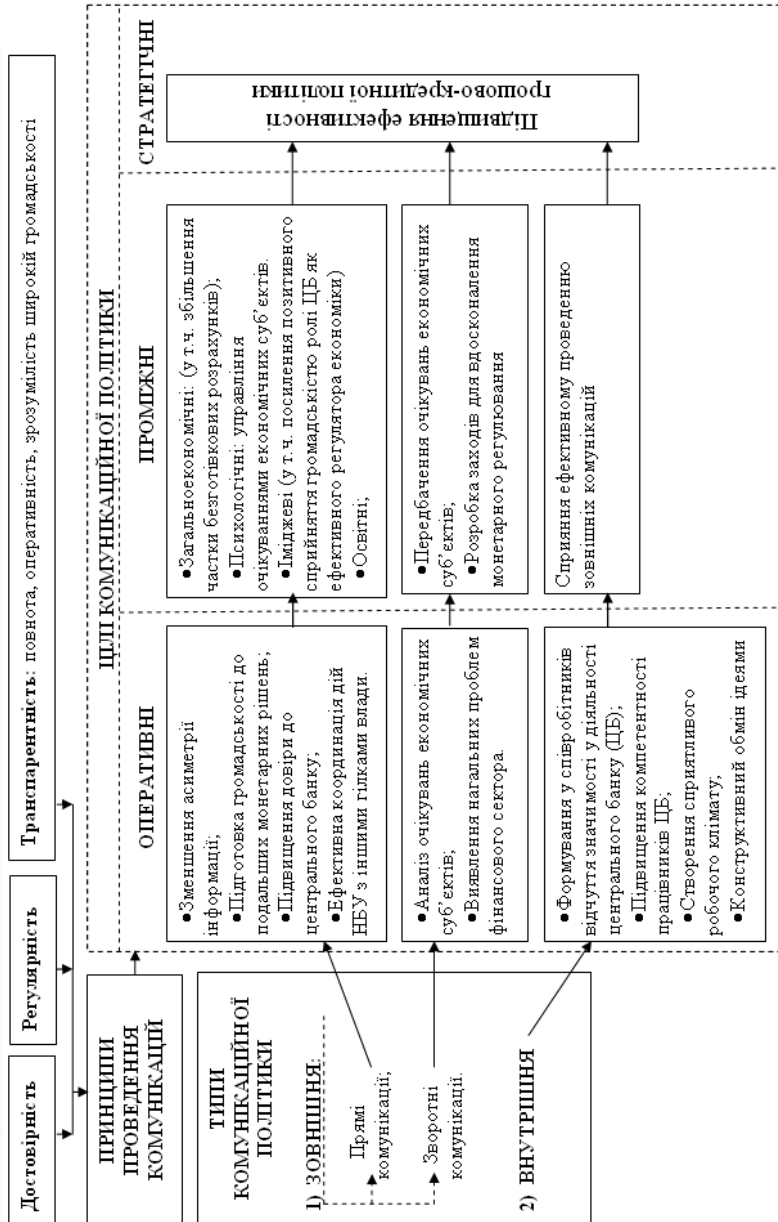 Достовірність
Регулярність
Транспарентність: повнота, оперативність, зрозумілість широкій громадськості
ПРИНЦИПИ
ПРОВЕДЕННЯ
КОМУНІКАЦІЙ
ТИПИ
КОМУНІКАЦІЙНОЇ
ПОЛІТИКИ
1) ЗОВНІШНЯ:
Прямі
комунікації;
Зворотні
комунікації.
2) ВНУТРІШНЯ
ЦІЛІ КОМУНІКАЦІЙНОЇ ПОЛІТИКИ
ОПЕРАТИВНІ
ПРОМІЖНІ
СТРАТЕГІЧНІ
●Зменшення асиметрії
інформації;
●Підготовка громадськості до
подальших монетарних рішень;
●Підвищення довіри до
центрального банку;
●Ефективна координація дій
НБУ з іншими гілками влади.
●Загальноекономічні: (у т.ч. збільшення
частки безготівкових розрахунків);
●Психологічні: управління
очікуваннями економічних суб’єктів.
●Іміджеві (у т.ч. посилення позитивного
сприйняття громадськістю ролі ЦБ як
ефективного регулятора економіки)
●Освітні;
●Аналіз очікувань економічних
суб’єктів;
●Виявлення нагальних проблем
фінансового сектора.
●Передбачення очікувань економічних
суб’єктів;
●Розробка заходів для вдосконалення
монетарного регулювання
●Формування у співробітників
відчуття значимості у діяльності
центрального банку (ЦБ);
●Підвищення компетентності
працівників ЦБ;
●Створення сприятливого
робочого клімату;
●Конструктивний обмін ідеями
Сприяння ефективному проведенню
зовнішніх комунікацій
Підвищення ефективності
грошово-кредитної політики